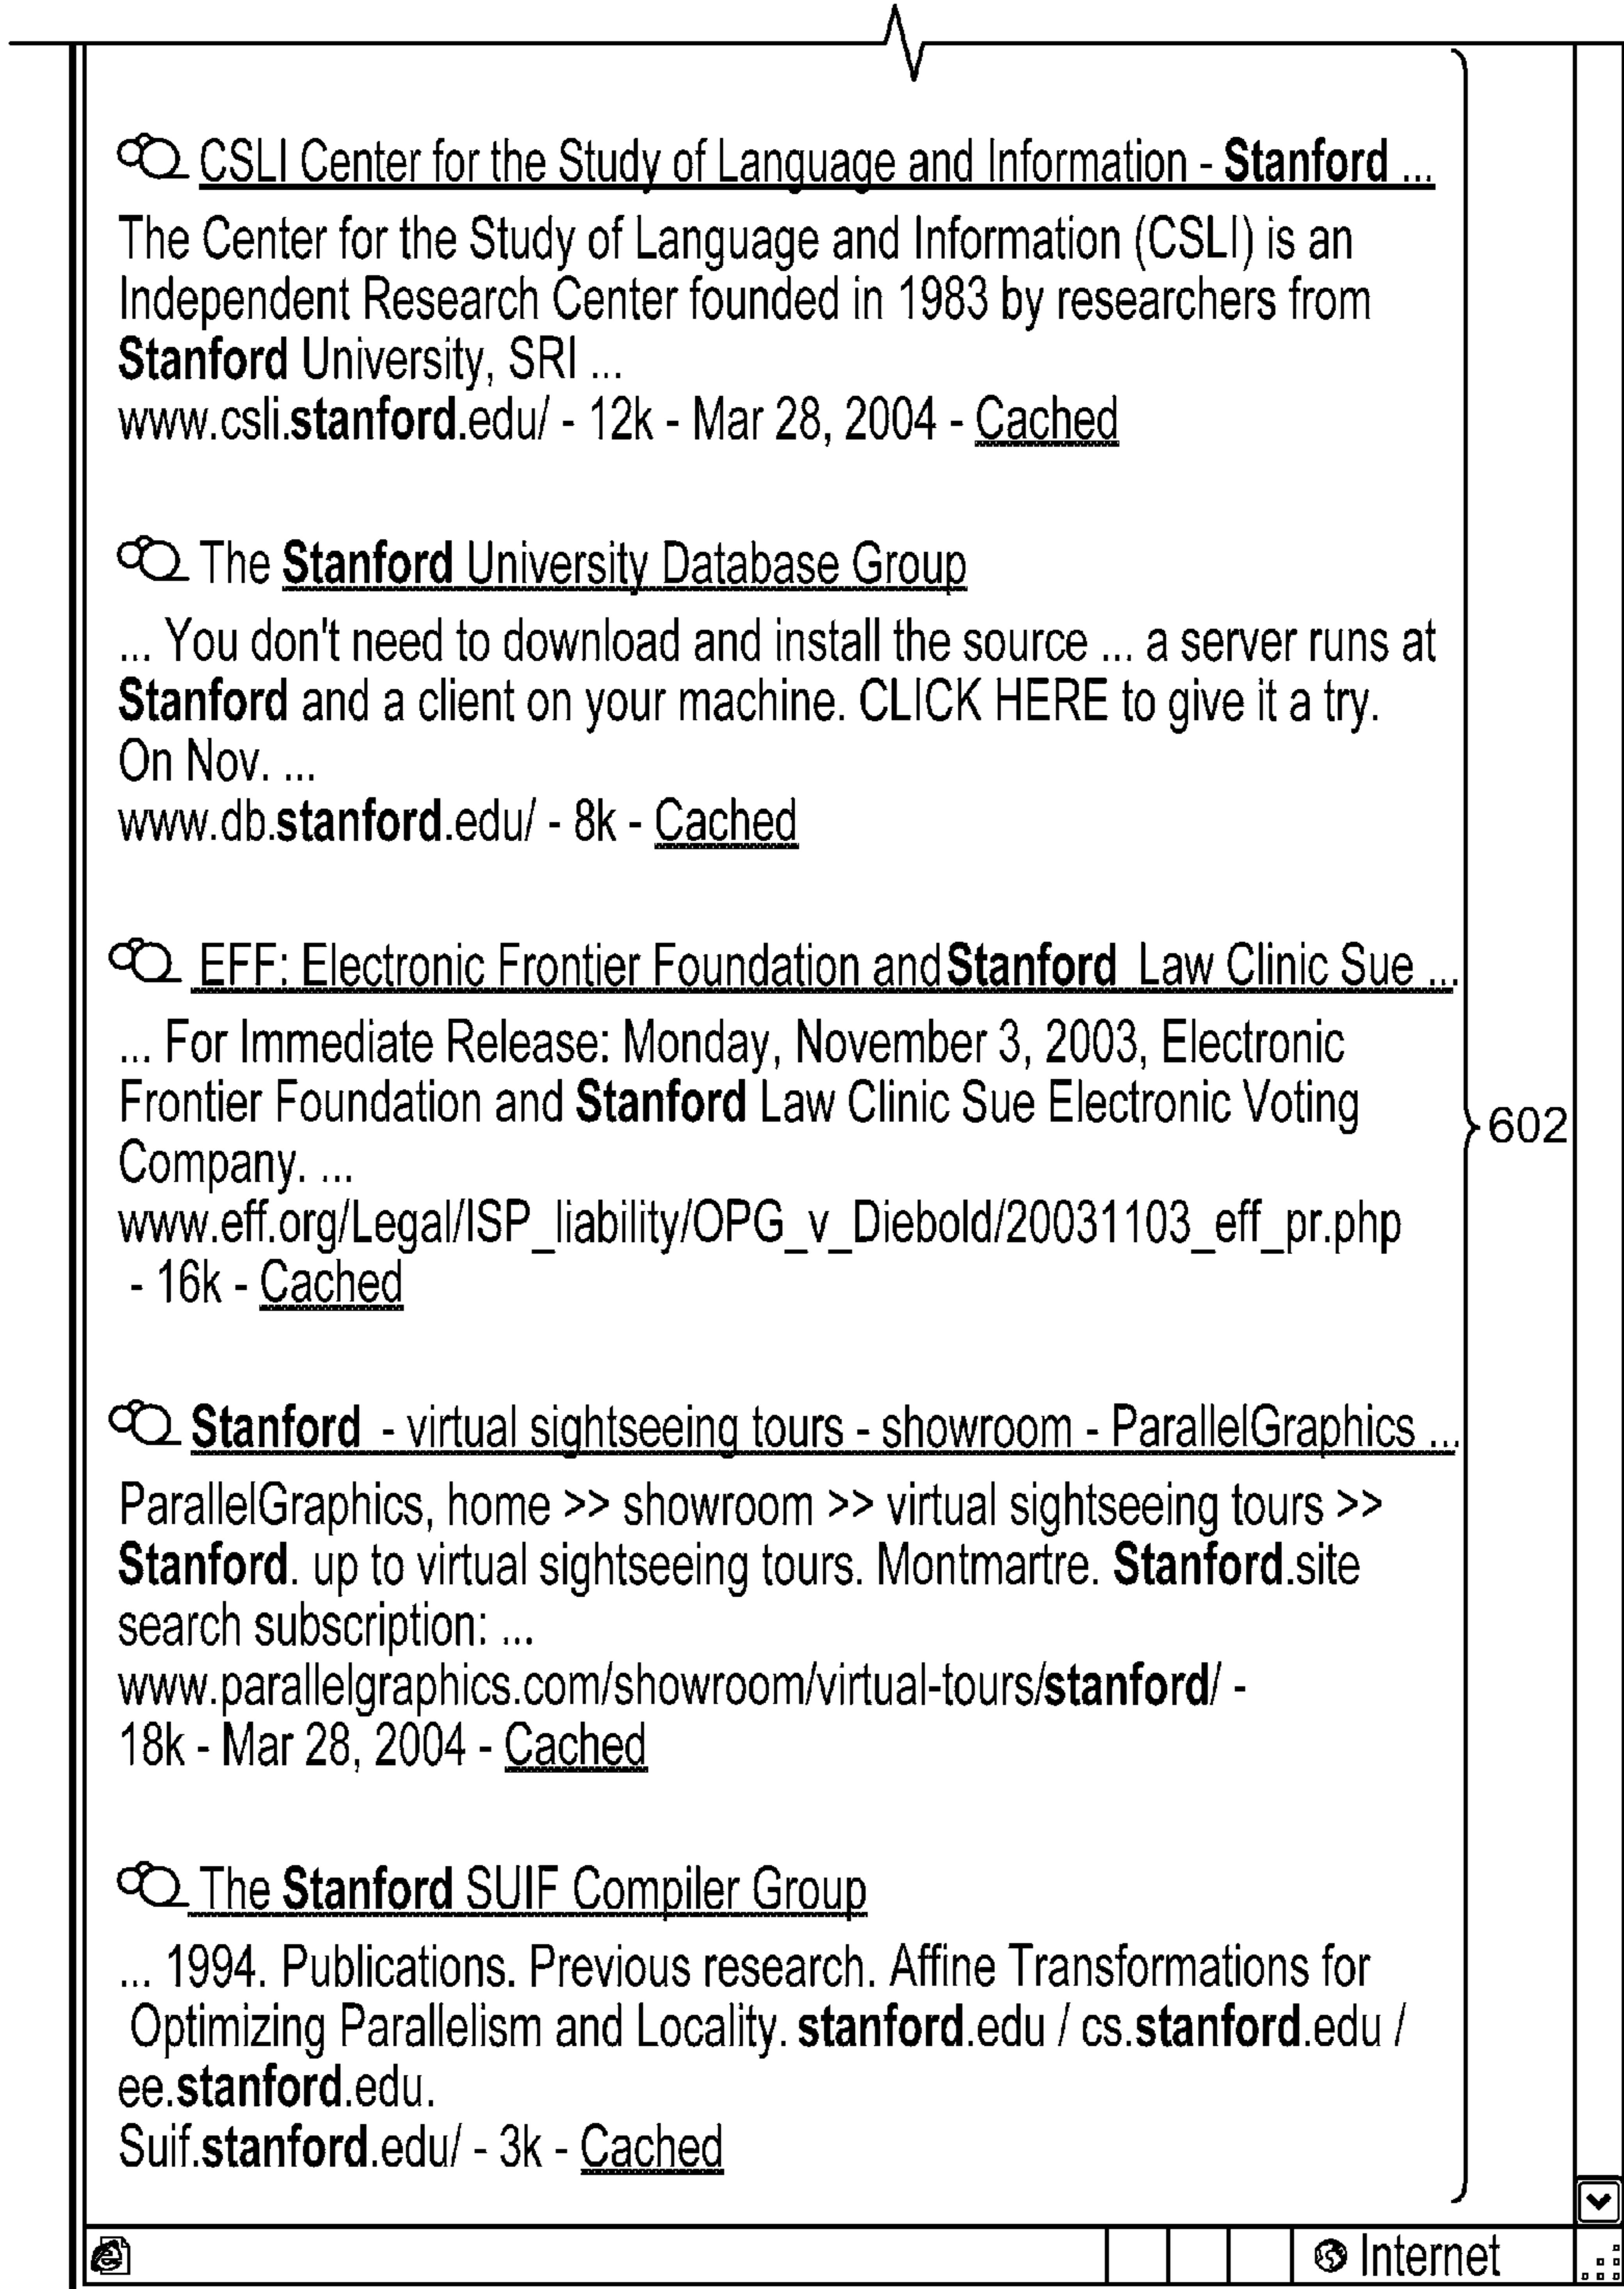 CSLI Center for the Study of Language and Information - Stanford ...
The Center for the Study of Language and Information (CSLI) is an
Independent Research Center founded in 1983 by researchers from
Stanford University, SRI ...
www.csli.stanford.edu/ - 12k - Mar 28, 2004 - Cached
The Stanford University Database Group
... You don't need to download and install the source ... a server runs at
Stanford and a client on your machine. CLICK HERE to give it a try.
On Nov. ...
www.db.stanford.edu/ - 8k - Cached
EFF: Electronic Frontier Foundation and Stanford Law Clinic Sue ...
... For Immediate Release: Monday, November 3, 2003, Electronic
Frontier Foundation and Stanford Law Clinic Sue Electronic Voting
Company. ...
www.eff.org/Legal/ISP_liability/OPG_v_Diebold/20031103_eff_pr.php
- 16k - Cached
602
Stanford - virtual sightseeing tours - showroom - ParallelGraphics ...
ParallelGraphics, home >> showroom >> virtual sightseeing tours >>
Stanford. up to virtual sightseeing tours. Montmartre. Stanford.site
search subscription: ...
www.parallelgraphics.com/showroom/virtual-tours/stanford/ -
18k - Mar 28, 2004 - Cached
The Stanford SUIF Compiler Group
... 1994. Publications. Previous research. Affine Transformations for
Optimizing Parallelism and Locality. stanford.edu / cs.stanford.edu /
ee.stanford.edu.
Suif.stanford.edu/ - 3k - Cached
Internet